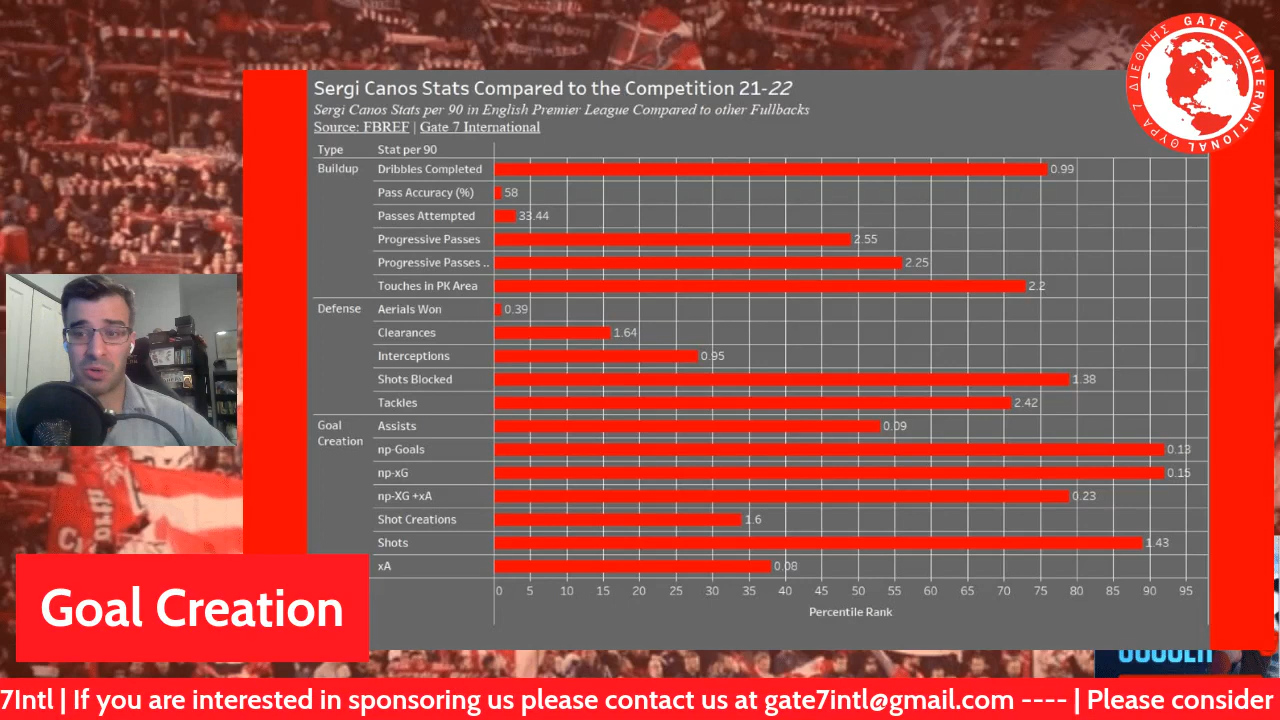 GATE 7 INTERNATIONAL
ΘΥΡΑ 7 ΔΙΕΘΝΗΣ
Sergi Canos Stats Compared to the Competition 21-22
Sergi Canos Stats per 90 in English Premier League Compared to other Fullbacks
Source: FBREF | Gate 7 International
Type Stat per 90
Buildup Dribbles Completed 0.99
Pass Accuracy (%) 58
Passes Attempted 33.44
Progressive Passes 2.55
Progressive Passes .. 2.25
Touches in PK Area 2.2
Defense Aerials Won 0.39
Clearances 1.64
Interceptions 0.95
Shots Blocked 1.38
Tackles 2.42
Goal Creation Assists 0.09
np-Goals 0.13
np-xG 0.15
np-XG +xA 0.23
Shot Creations 1.6
Shots 1.43
xA 0.08
0 5 10 15 20 25 30 35 40 45 50 55 60 65 70 75 80 85 90 95
Percentile Rank
Goal Creation
7Intl | If you are interested in sponsoring us please contact us at gate7intl@gmail.com ---- | Please consider